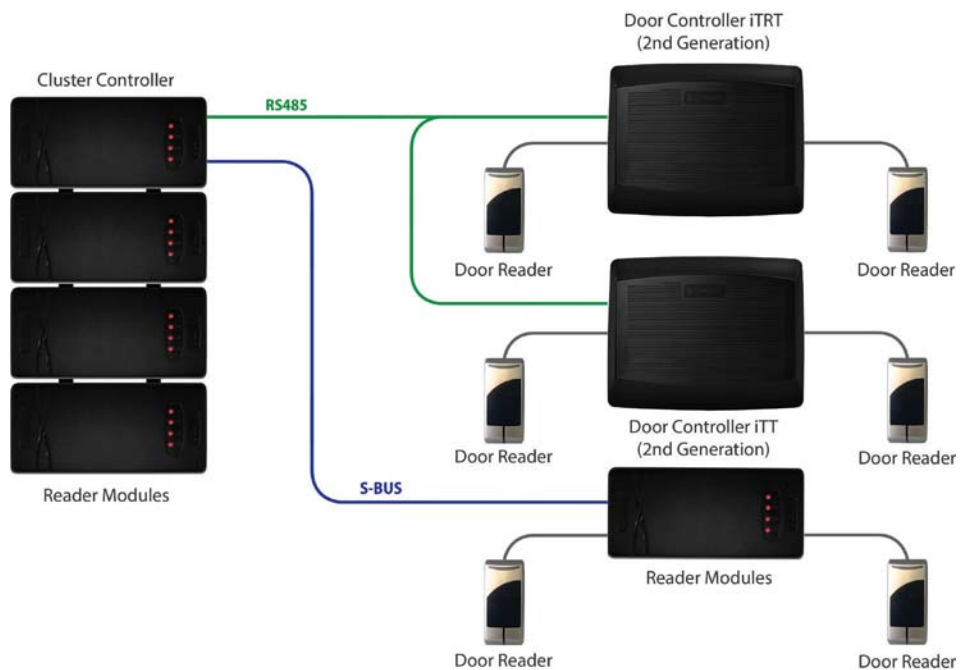 Door Controller iTRT
(2nd Generation)
Cluster Controller
RS485
Door Reader
Door Reader
Door Controller iTT
(2nd Generation)
Door Reader
Door Reader
Reader Modules
S-BUS
Reader Modules
Door Reader
Door Reader